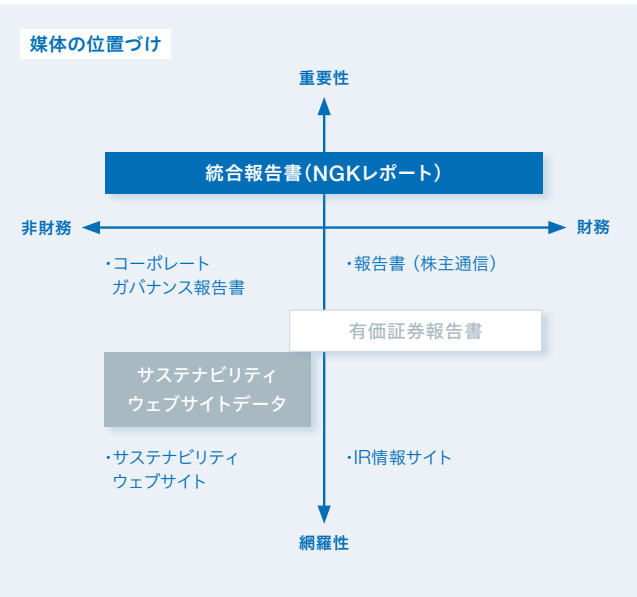 媒体の位置づけ
重要性
統合報告書(NGKレポート)
非財務
財務
・コーポレート
ガバナンス報告書
・報告書（株主通信）
有価証券報告書
サステナビリティ
ウェブサイトデータ
・サステナビリティ
ウェブサイト
・IR情報サイト
網羅性